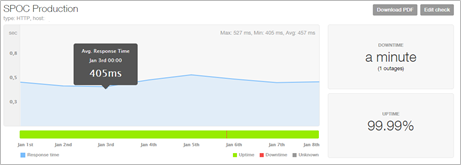 SPOC Production
type: HTTP, host
Download PDF
Edit check
sec
Max: 527 ms, Min: 405 ms, Avg: 457 ms
0,8
0,5
0,3
Avg. Response Time
Jan 3rd 00:00
405ms
Jan 1st
Jan 2nd
Jan 3rd
Jan 4th
Jan 5th
Jan 6th
Jan 7th
Jan 8th
Response time
Uptime
Downtime
Unknown
DOWNTIME
a minute
(1 outages)
UPTIME
99.99%